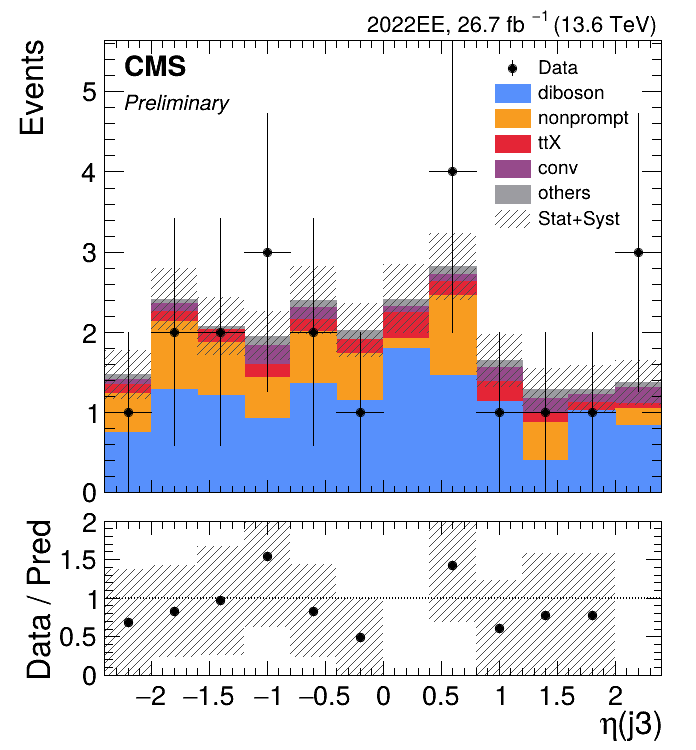 2022EE, 26.7 fb⁻¹ (13.6 TeV)
CMS
Preliminary
Events
Data
diboson
nonprompt
ttX
conv
others
Stat+Syst
5
4
3
2
1
0
Data / Pred
2
1.5
1
0.5
0
−2 −1.5 −1 −0.5 0 0.5 1 1.5 2
η(j3)